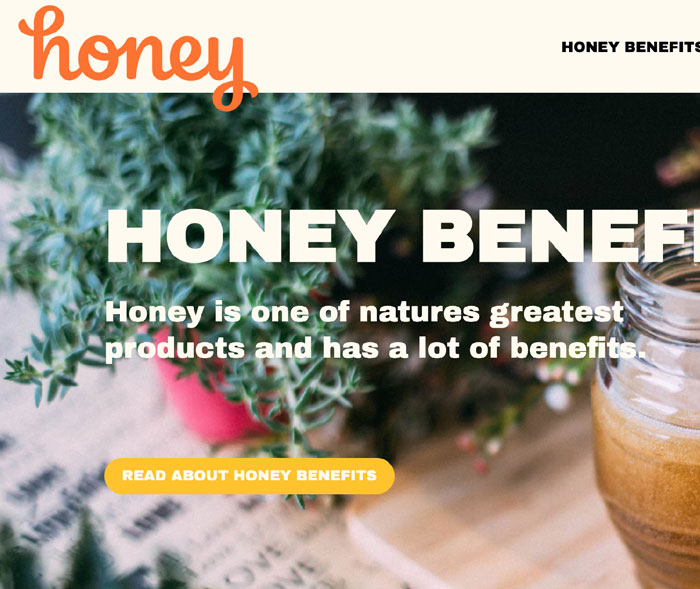 honey
HONEY BENEFITS
HONEY BENEF
Honey is one of natures greatest
products and has a lot of benefits.
READ ABOUT HONEY BENEFITS
LOVE